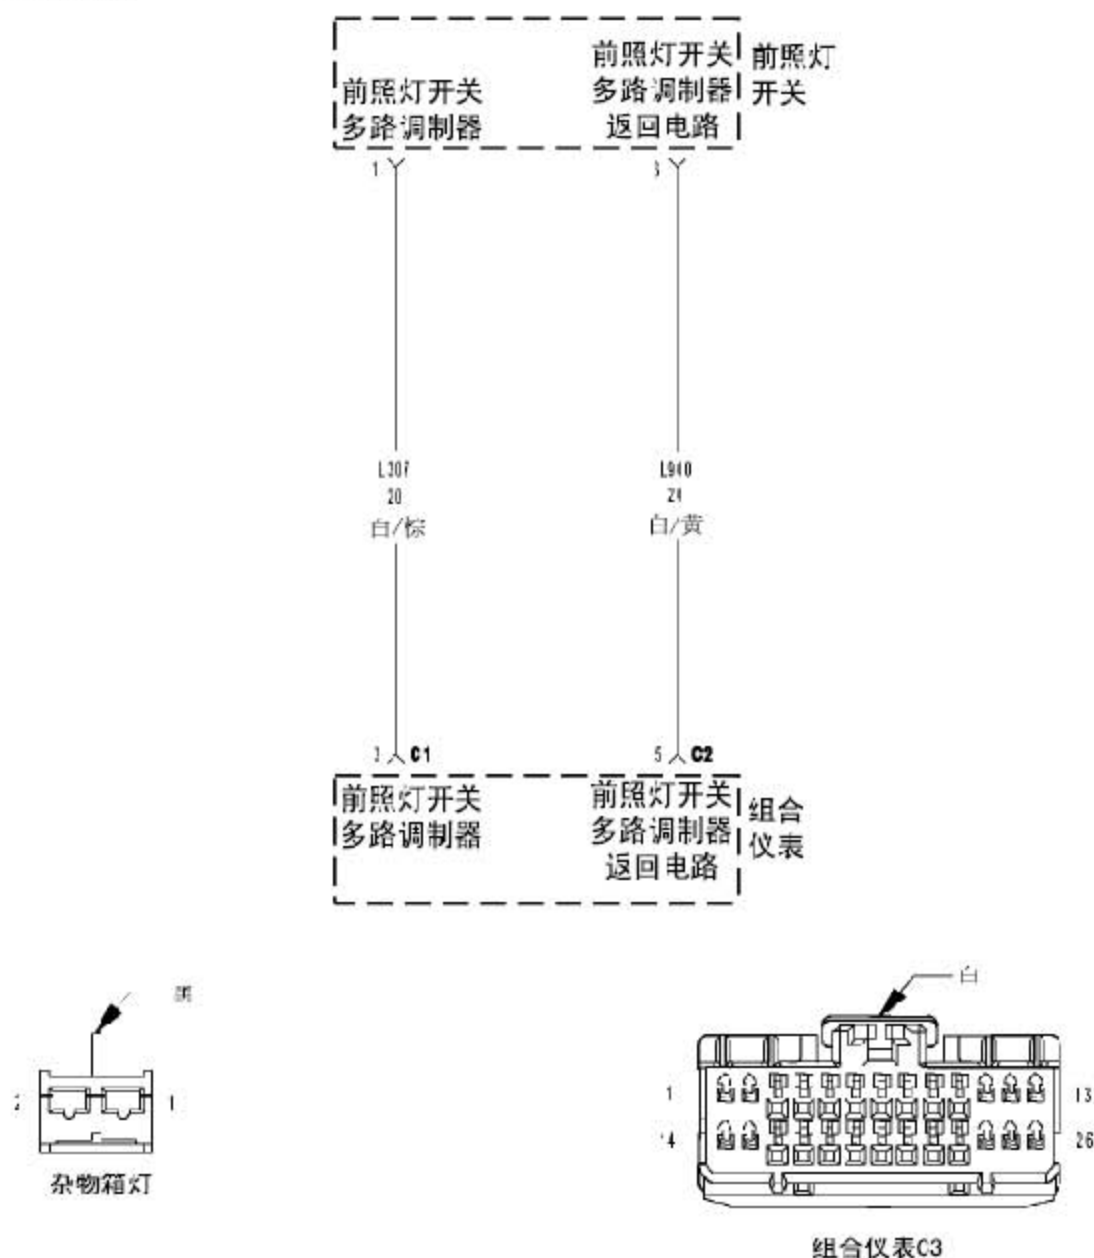 前照灯开关
多路调制器
前照灯开关
多路调制器
返回电路
前照灯
开关
1
L307
20
白/棕
白/黄
3 C1
5 C2
前照灯开关
多路调制器
前照灯开关
多路调制器
返回电路
组合
仪表
黑
2
1
杂物箱灯
白
1
13
26
组合仪表C3